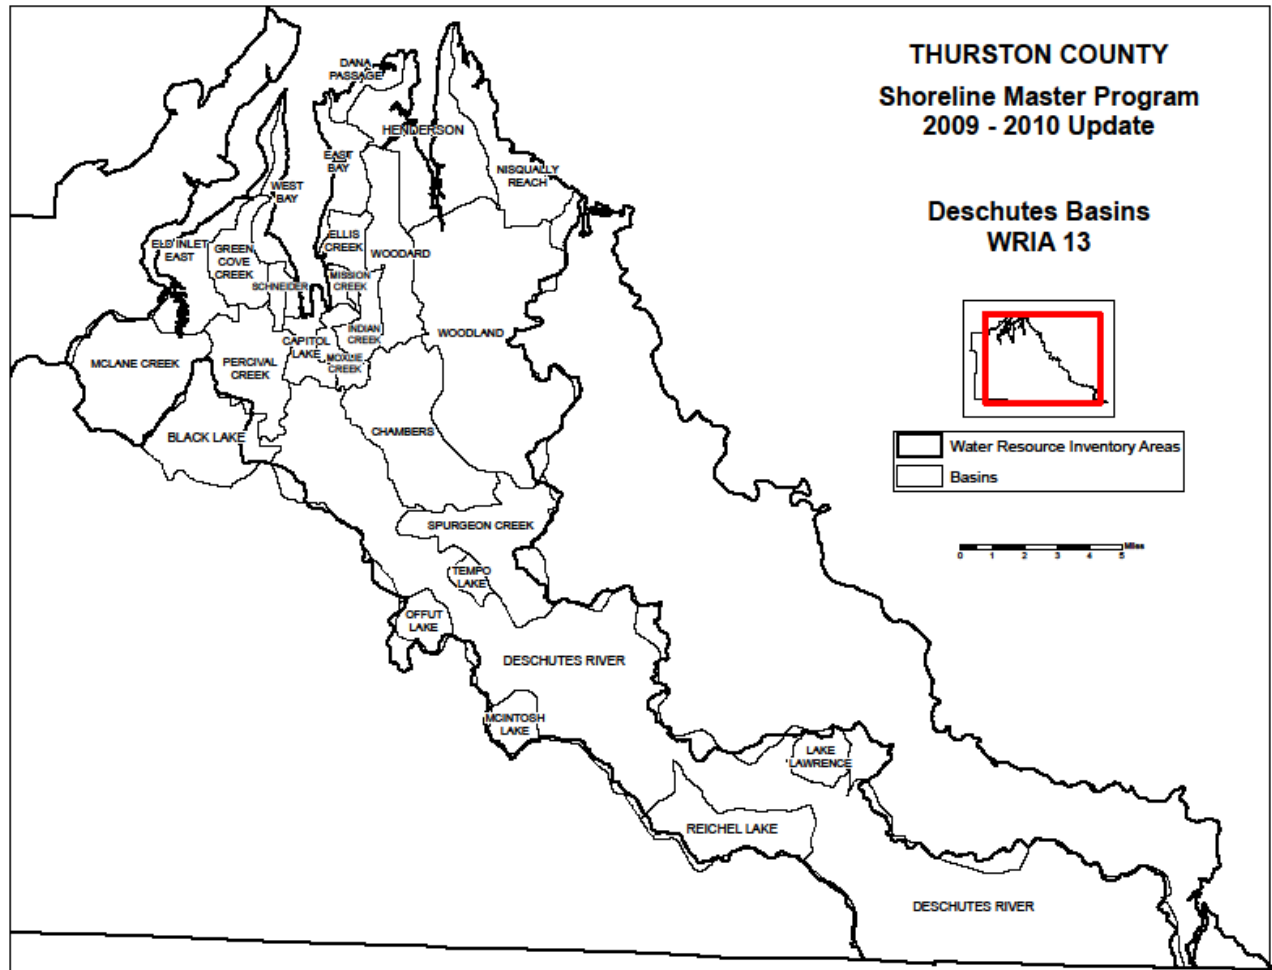 THURSTON COUNTY
Shoreline Master Program
2009 - 2010 Update
Deschutes Basins
WRIA 13
DANA
PASSAGE
HENDERSON
EAST
BAY
NISQUALLY
REACH
WEST
BAY
ELD INLET
EAST
GREEN
COVE
CREEK
ELLIS
CREEK
WOODARD
SCHNEIDER
MISSION
CREEK
INDIAN
CREEK
WOODLAND
CAPITOL
LAKE
MOXLIE
CREEK
MCLANE CREEK
PERCIVAL
CREEK
BLACK LAKE
CHAMBERS
Water Resource Inventory Areas
Basins
SPURGEON CREEK
0 1 2 3 4 5 Miles
TEMPO
LAKE
OFFUT
LAKE
DESCHUTES RIVER
MCINTOSH
LAKE
LAKE
LAWRENCE
REICHEL LAKE
DESCHUTES RIVER